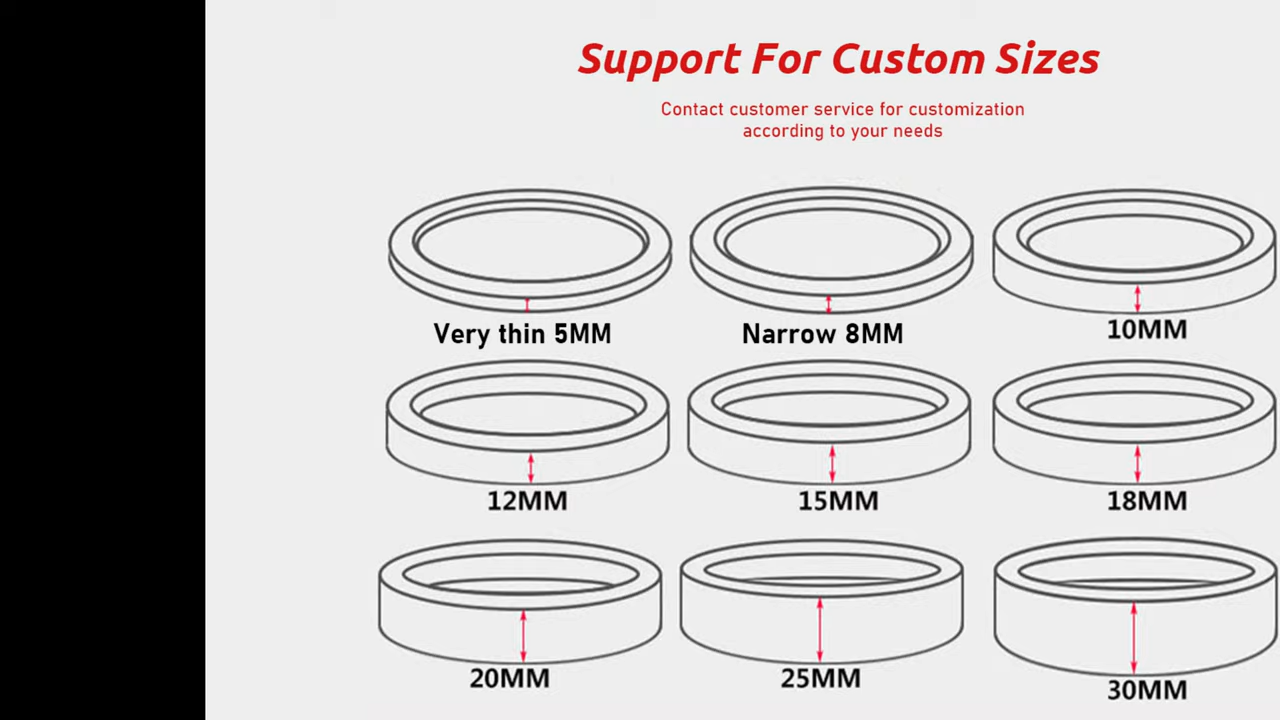 Support For Custom Sizes
Contact customer service for customization
according to your needs
Very thin 5MM
Narrow 8MM
10MM
12MM
15MM
18MM
20MM
25MM
30MM